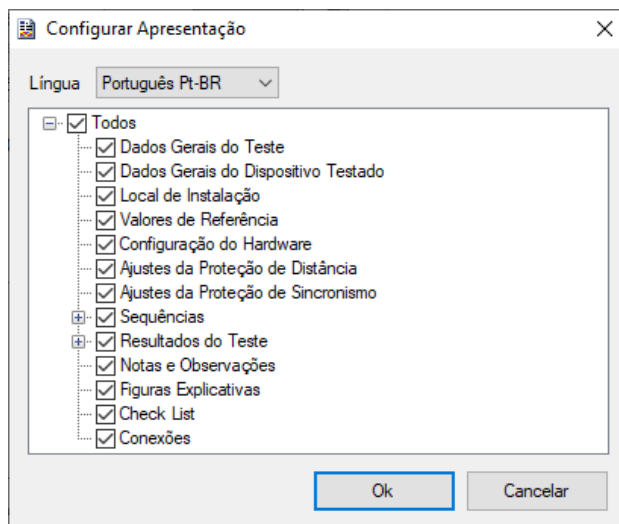 Configurar Apresentação
Língua Português Pt-BR
Todos
Dados Gerais do Teste
Dados Gerais do Dispositivo Testado
Local de Instalação
Valores de Referência
Configuração do Hardware
Ajustes da Proteção de Distância
Ajustes da Proteção de Sincronismo
Sequências
Resultados do Teste
Notas e Observações
Figuras Explicativas
Check List
Conexões
Ok Cancelar